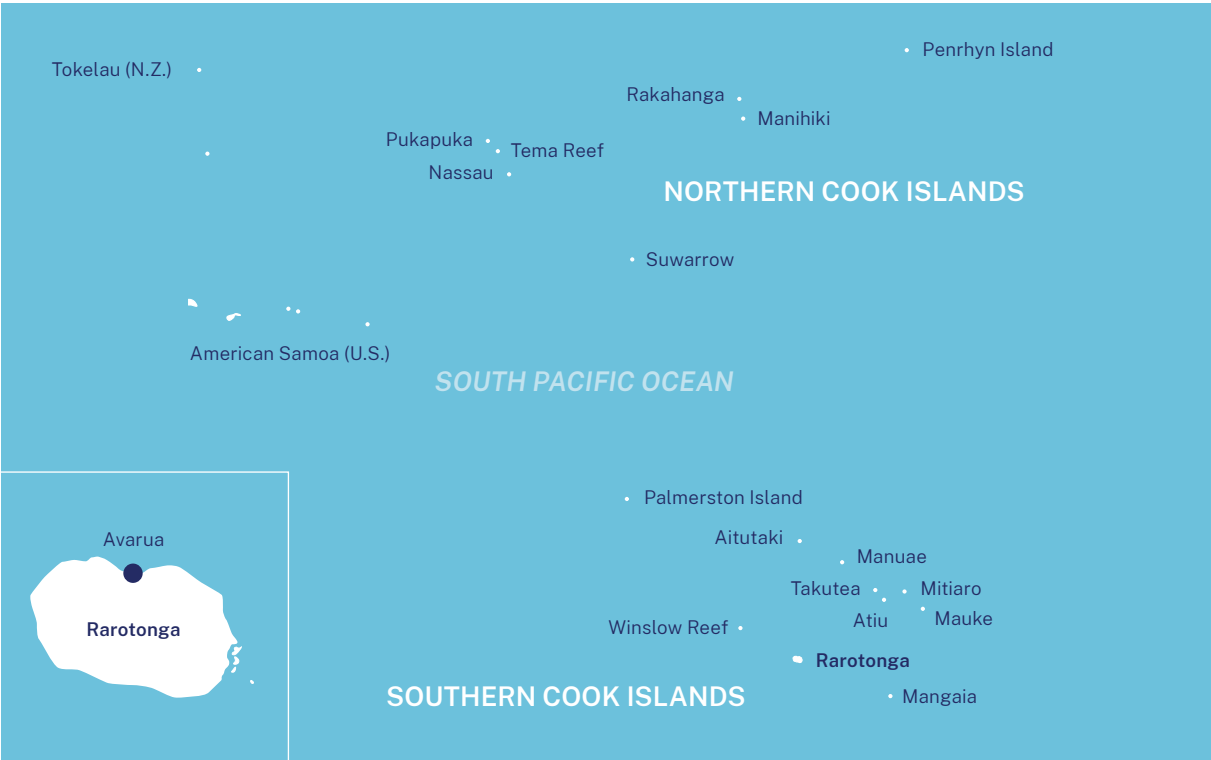 Penrhyn Island
Tokelau (N.Z.)
Rakahanga
Manihiki
Pukapuka
Tema Reef
Nassau
NORTHERN COOK ISLANDS
Suwarrow
American Samoa (U.S.)
SOUTH PACIFIC OCEAN
Palmerston Island
Aitutaki
Avarua
Manuae
Takutea
Mitiaro
Atiu
Mauke
Winslow Reef
Rarotonga
Rarotonga
SOUTHERN COOK ISLANDS
Mangaia